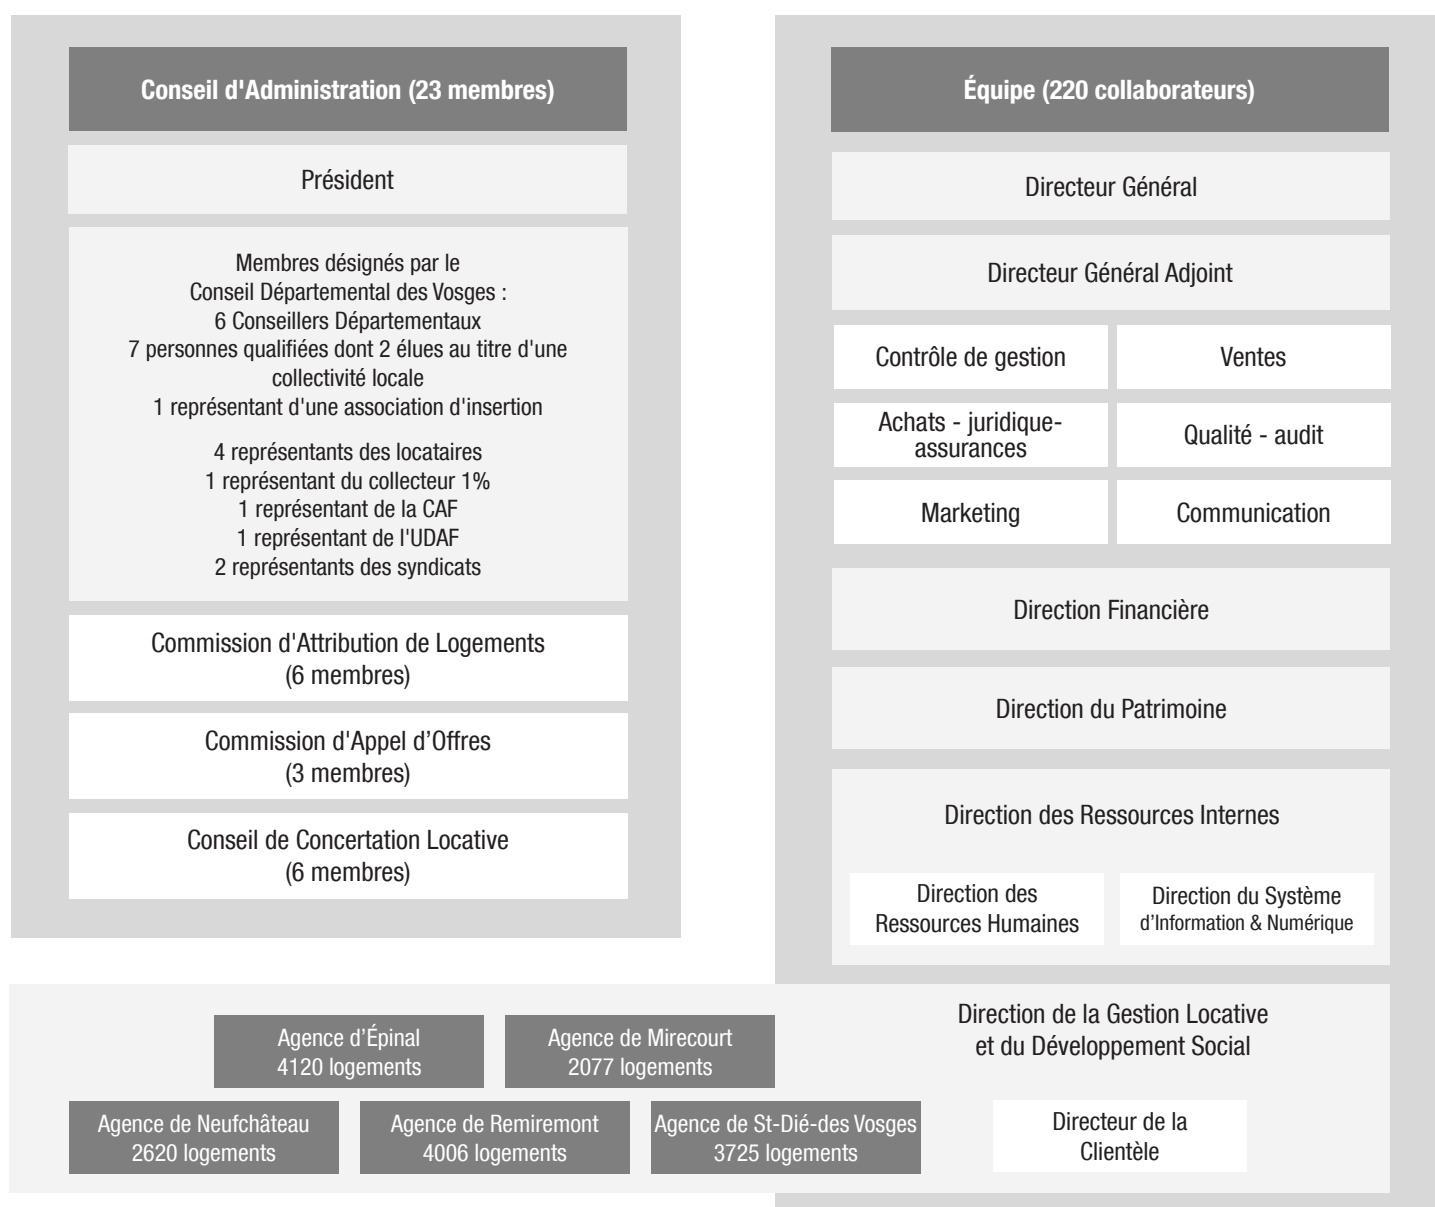 Conseil d'Administration (23 membres)
Président
Membres désignés par le
Conseil Départemental des Vosges :
6 Conseillers Départementaux
7 personnes qualifiées dont 2 élues au titre d'une
collectivité locale
1 représentant d'une association d'insertion
4 représentants des locataires
1 représentant du collecteur 1%
1 représentant de la CAF
1 représentant de l'UDAF
2 représentants des syndicats
Commission d'Attribution de Logements
(6 membres)
Commission d'Appel d’Offres
(3 membres)
Conseil de Concertation Locative
(6 membres)
Équipe (220 collaborateurs)
Directeur Général
Directeur Général Adjoint
Contrôle de gestion
Ventes
Achats - juridique-
assurances
Qualité - audit
Marketing
Communication
Direction Financière
Direction du Patrimoine
Direction des Ressources Internes
Direction des
Ressources Humaines
Direction du Système
d’Information & Numérique
Direction de la Gestion Locative
et du Développement Social
Directeur de la
Clientèle
Agence d’Épinal
4120 logements
Agence de Mirecourt
2077 logements
Agence de Neufchâteau
2620 logements
Agence de Remiremont
4006 logements
Agence de St-Dié-des Vosges
3725 logements